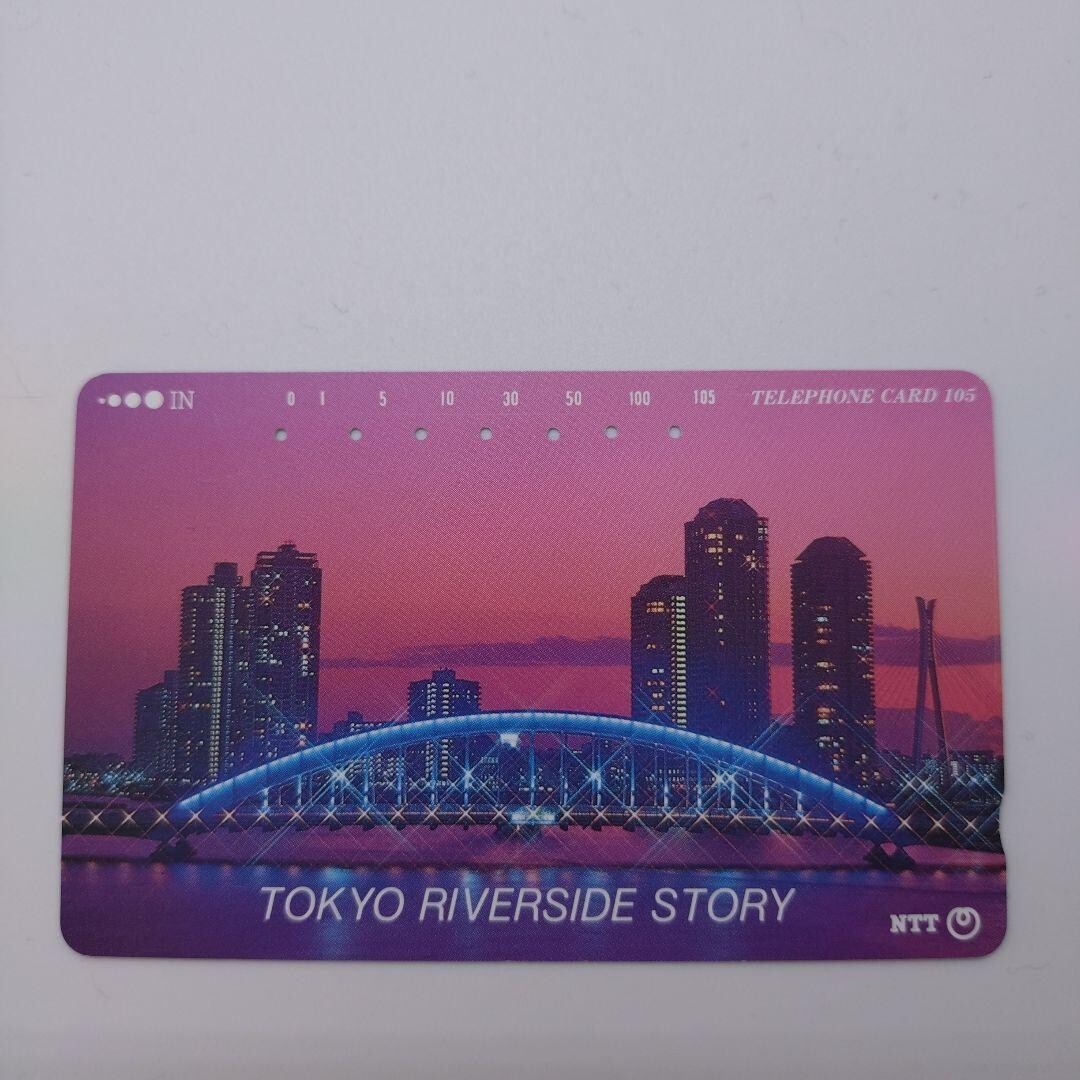 IN 0 1 5 10 30 50 100 105 TELEPHONE CARD 105
TOKYO RIVERSIDE STORY
NTT